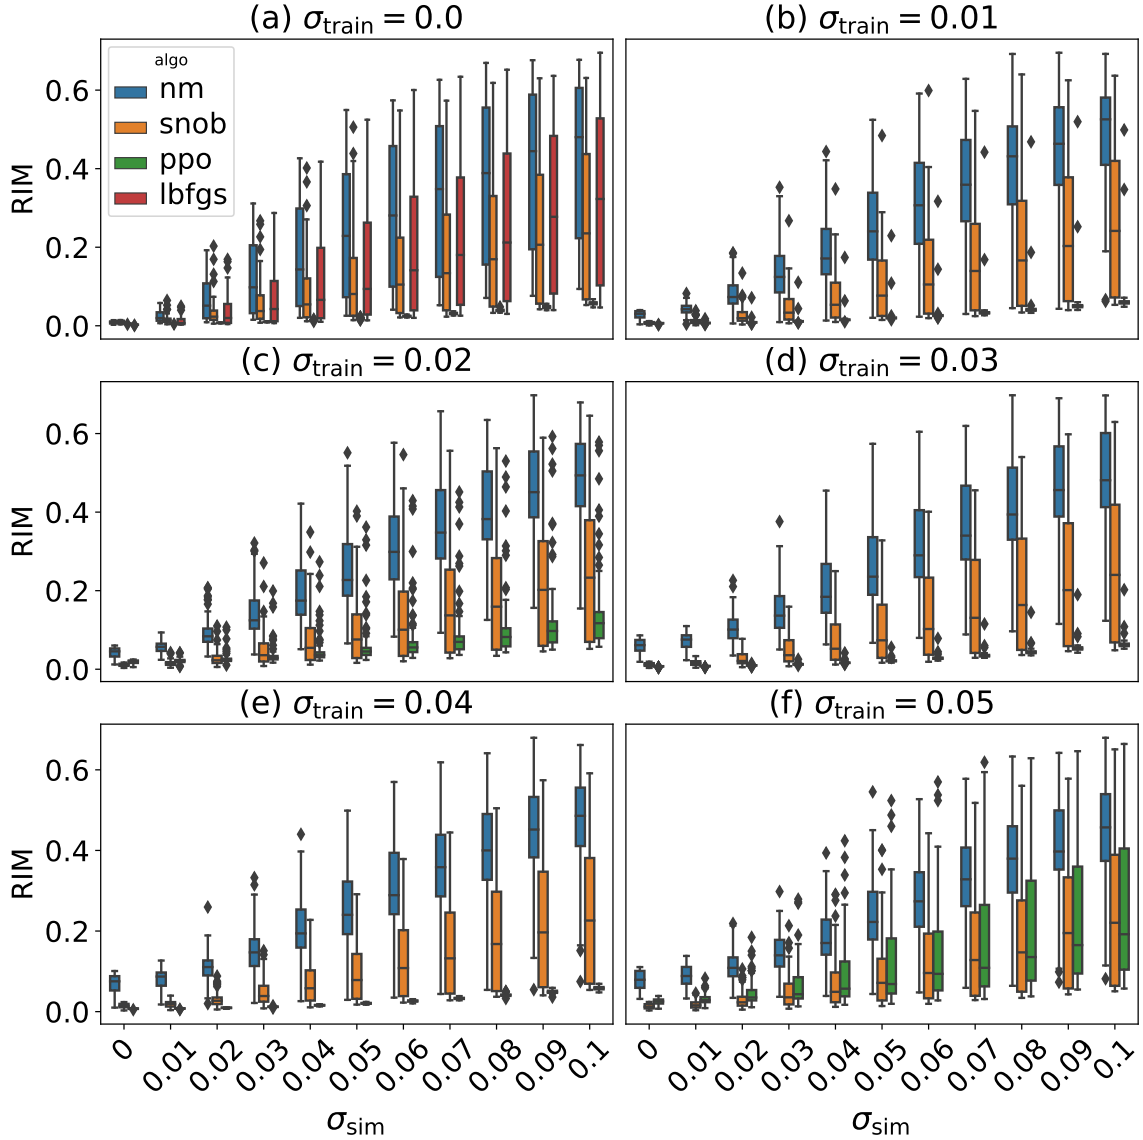 (a) σtrain = 0.0
(b) σtrain = 0.01
RIM
0.6
0.4
0.2
0.0
algo
nm
snob
ppo
lbfgs
(c) σtrain = 0.02
(d) σtrain = 0.03
RIM
0.6
0.4
0.2
0.0
(e) σtrain = 0.04
(f) σtrain = 0.05
RIM
0.6
0.4
0.2
0.0
0 0.01 0.02 0.03 0.04 0.05 0.06 0.07 0.08 0.09 0.1
0 0.01 0.02 0.03 0.04 0.05 0.06 0.07 0.08 0.09 0.1
σsim
σsim